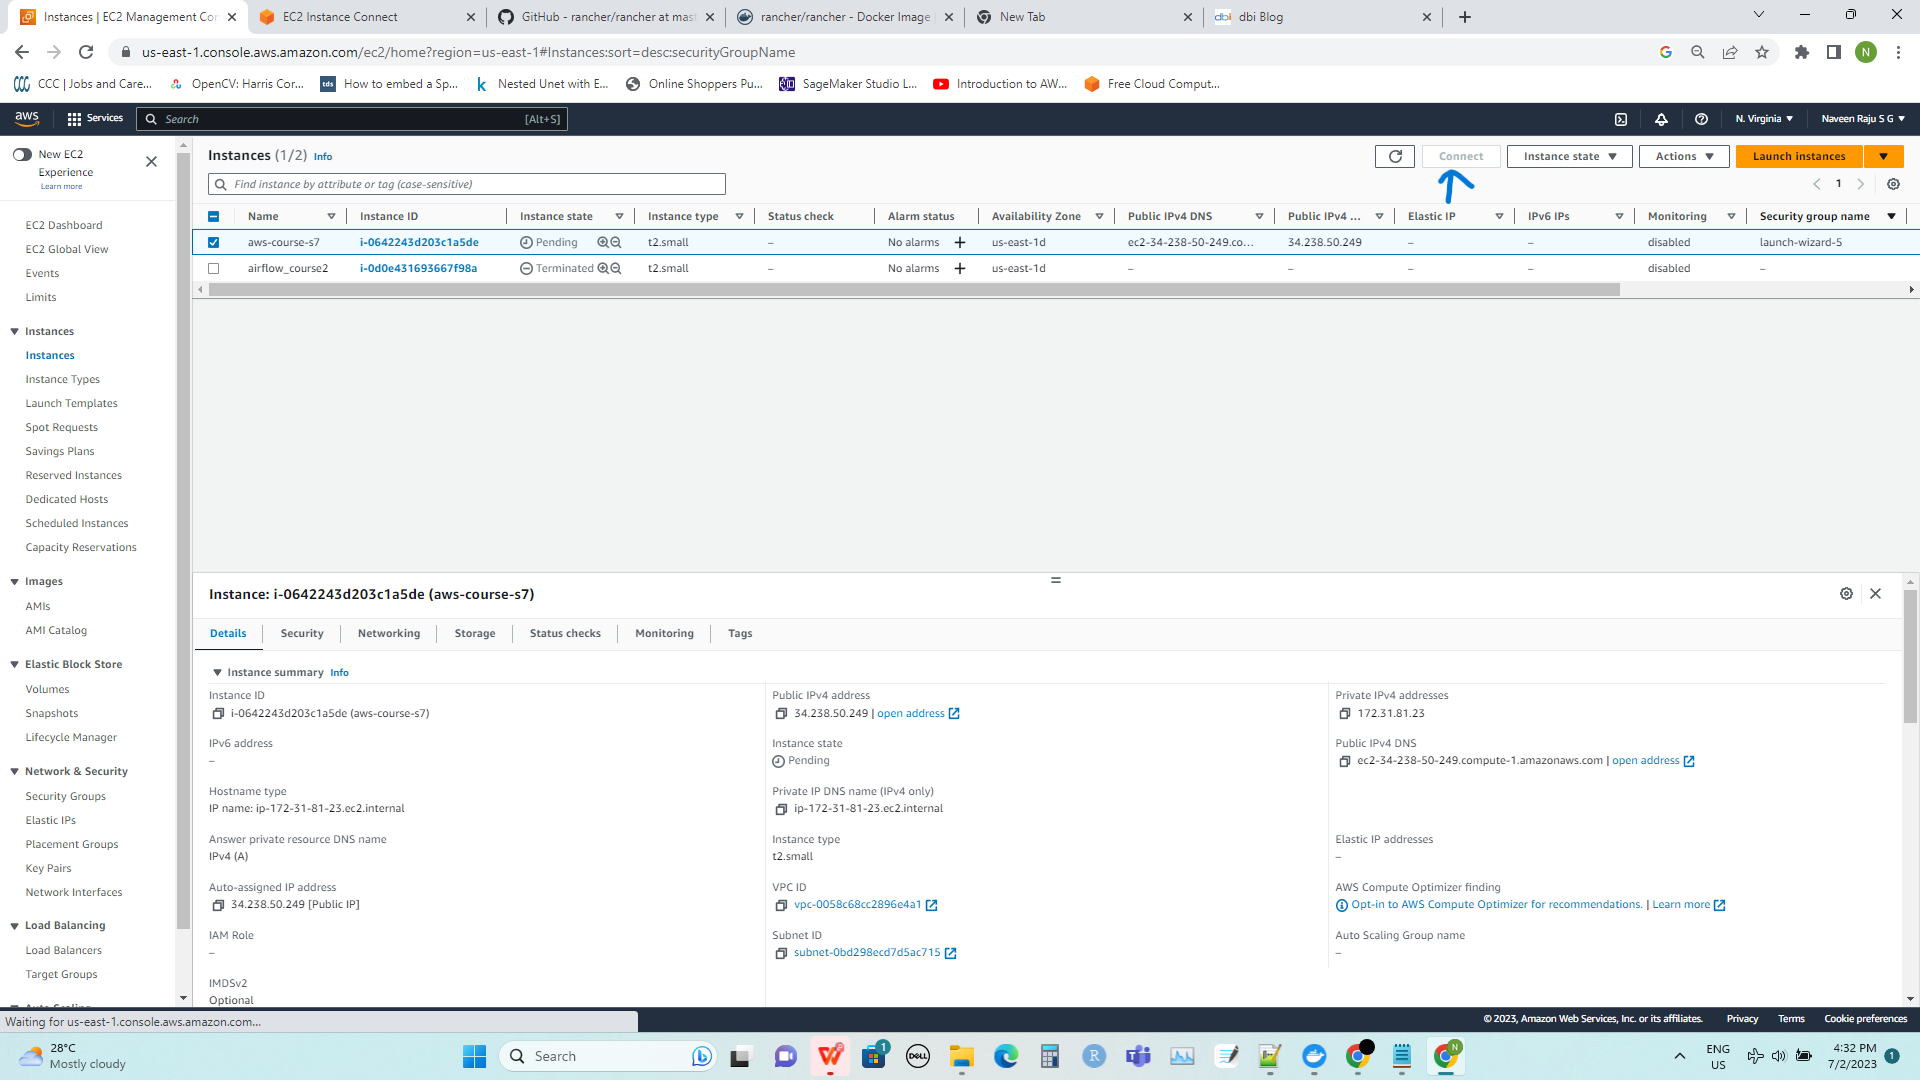 Instances | EC2 Management Cor
EC2 Instance Connect
GitHub - rancher/rancher at mast
rancher/rancher - Docker Image
New Tab
dbi dbi Blog
us-east-1.console.aws.amazon.com/ec2/home?region=us-east-1#Instances:sort=desc:securityGroupName
N
CCC | Jobs and Care...
OpenCV: Harris Cor...
tds How to embed a Sp...
k Nested Unet with E...
Online Shoppers Pu...
SageMaker Studio L...
Introduction to AW...
Free Cloud Comput...
aws
Services
Search
[Alt+S]
N. Virginia
Naveen Raju S G
New EC2
Experience
Learn more
EC2 Dashboard
EC2 Global View
Events
Limits
Instances
Instances
Instance Types
Launch Templates
Spot Requests
Savings Plans
Reserved Instances
Dedicated Hosts
Scheduled Instances
Capacity Reservations
Images
AMIs
AMI Catalog
Elastic Block Store
Volumes
Snapshots
Lifecycle Manager
Network & Security
Security Groups
Elastic IPs
Placement Groups
Key Pairs
Network Interfaces
Load Balancing
Load Balancers
Target Groups
Instances (1/2) Info
Connect
Instance state
Actions
Launch instances
Find instance by attribute or tag (case-sensitive)
1
Name Instance ID Instance state Instance type Status check Alarm status Availability Zone Public IPv4 DNS Public IPv4 ... Elastic IP IPv6 IPs Monitoring Security group name
aws-course-s7 i-0642243d203c1a5de Pending t2.small – No alarms + us-east-1d ec2-34-238-50-249.co... 34.238.50.249 – – disabled launch-wizard-5
airflow_course2 i-0d0e431693667f98a Terminated t2.small – No alarms + us-east-1d – – – – disabled –
Instance: i-0642243d203c1a5de (aws-course-s7)
Details Security Networking Storage Status checks Monitoring Tags
Instance summary Info
Instance ID
i-0642243d203c1a5de (aws-course-s7)
Public IPv4 address
34.238.50.249 | open address
Private IPv4 addresses
172.31.81.23
IPv6 address
–
Instance state
Pending
Public IPv4 DNS
ec2-34-238-50-249.compute-1.amazonaws.com | open address
Hostname type
IP name: ip-172-31-81-23.ec2.internal
Private IP DNS name (IPv4 only)
ip-172-31-81-23.ec2.internal
Answer private resource DNS name
IPv4 (A)
Instance type
t2.small
Elastic IP addresses
–
Auto-assigned IP address
34.238.50.249 [Public IP]
VPC ID
vpc-0058c68cc2896e4a1
AWS Compute Optimizer finding
Opt-in to AWS Compute Optimizer for recommendations. | Learn more
IAM Role
–
Subnet ID
subnet-0bd298ecd7d5ac715
Auto Scaling Group name
–
IMDSv2
Optional
Waiting for us-east-1.console.aws.amazon.com...
© 2023, Amazon Web Services, Inc. or its affiliates.
Privacy
Terms
Cookie preferences
28°C
Mostly cloudy
Search
1
DELL
R
N
ENG
US
4:32 PM
7/2/2023
1